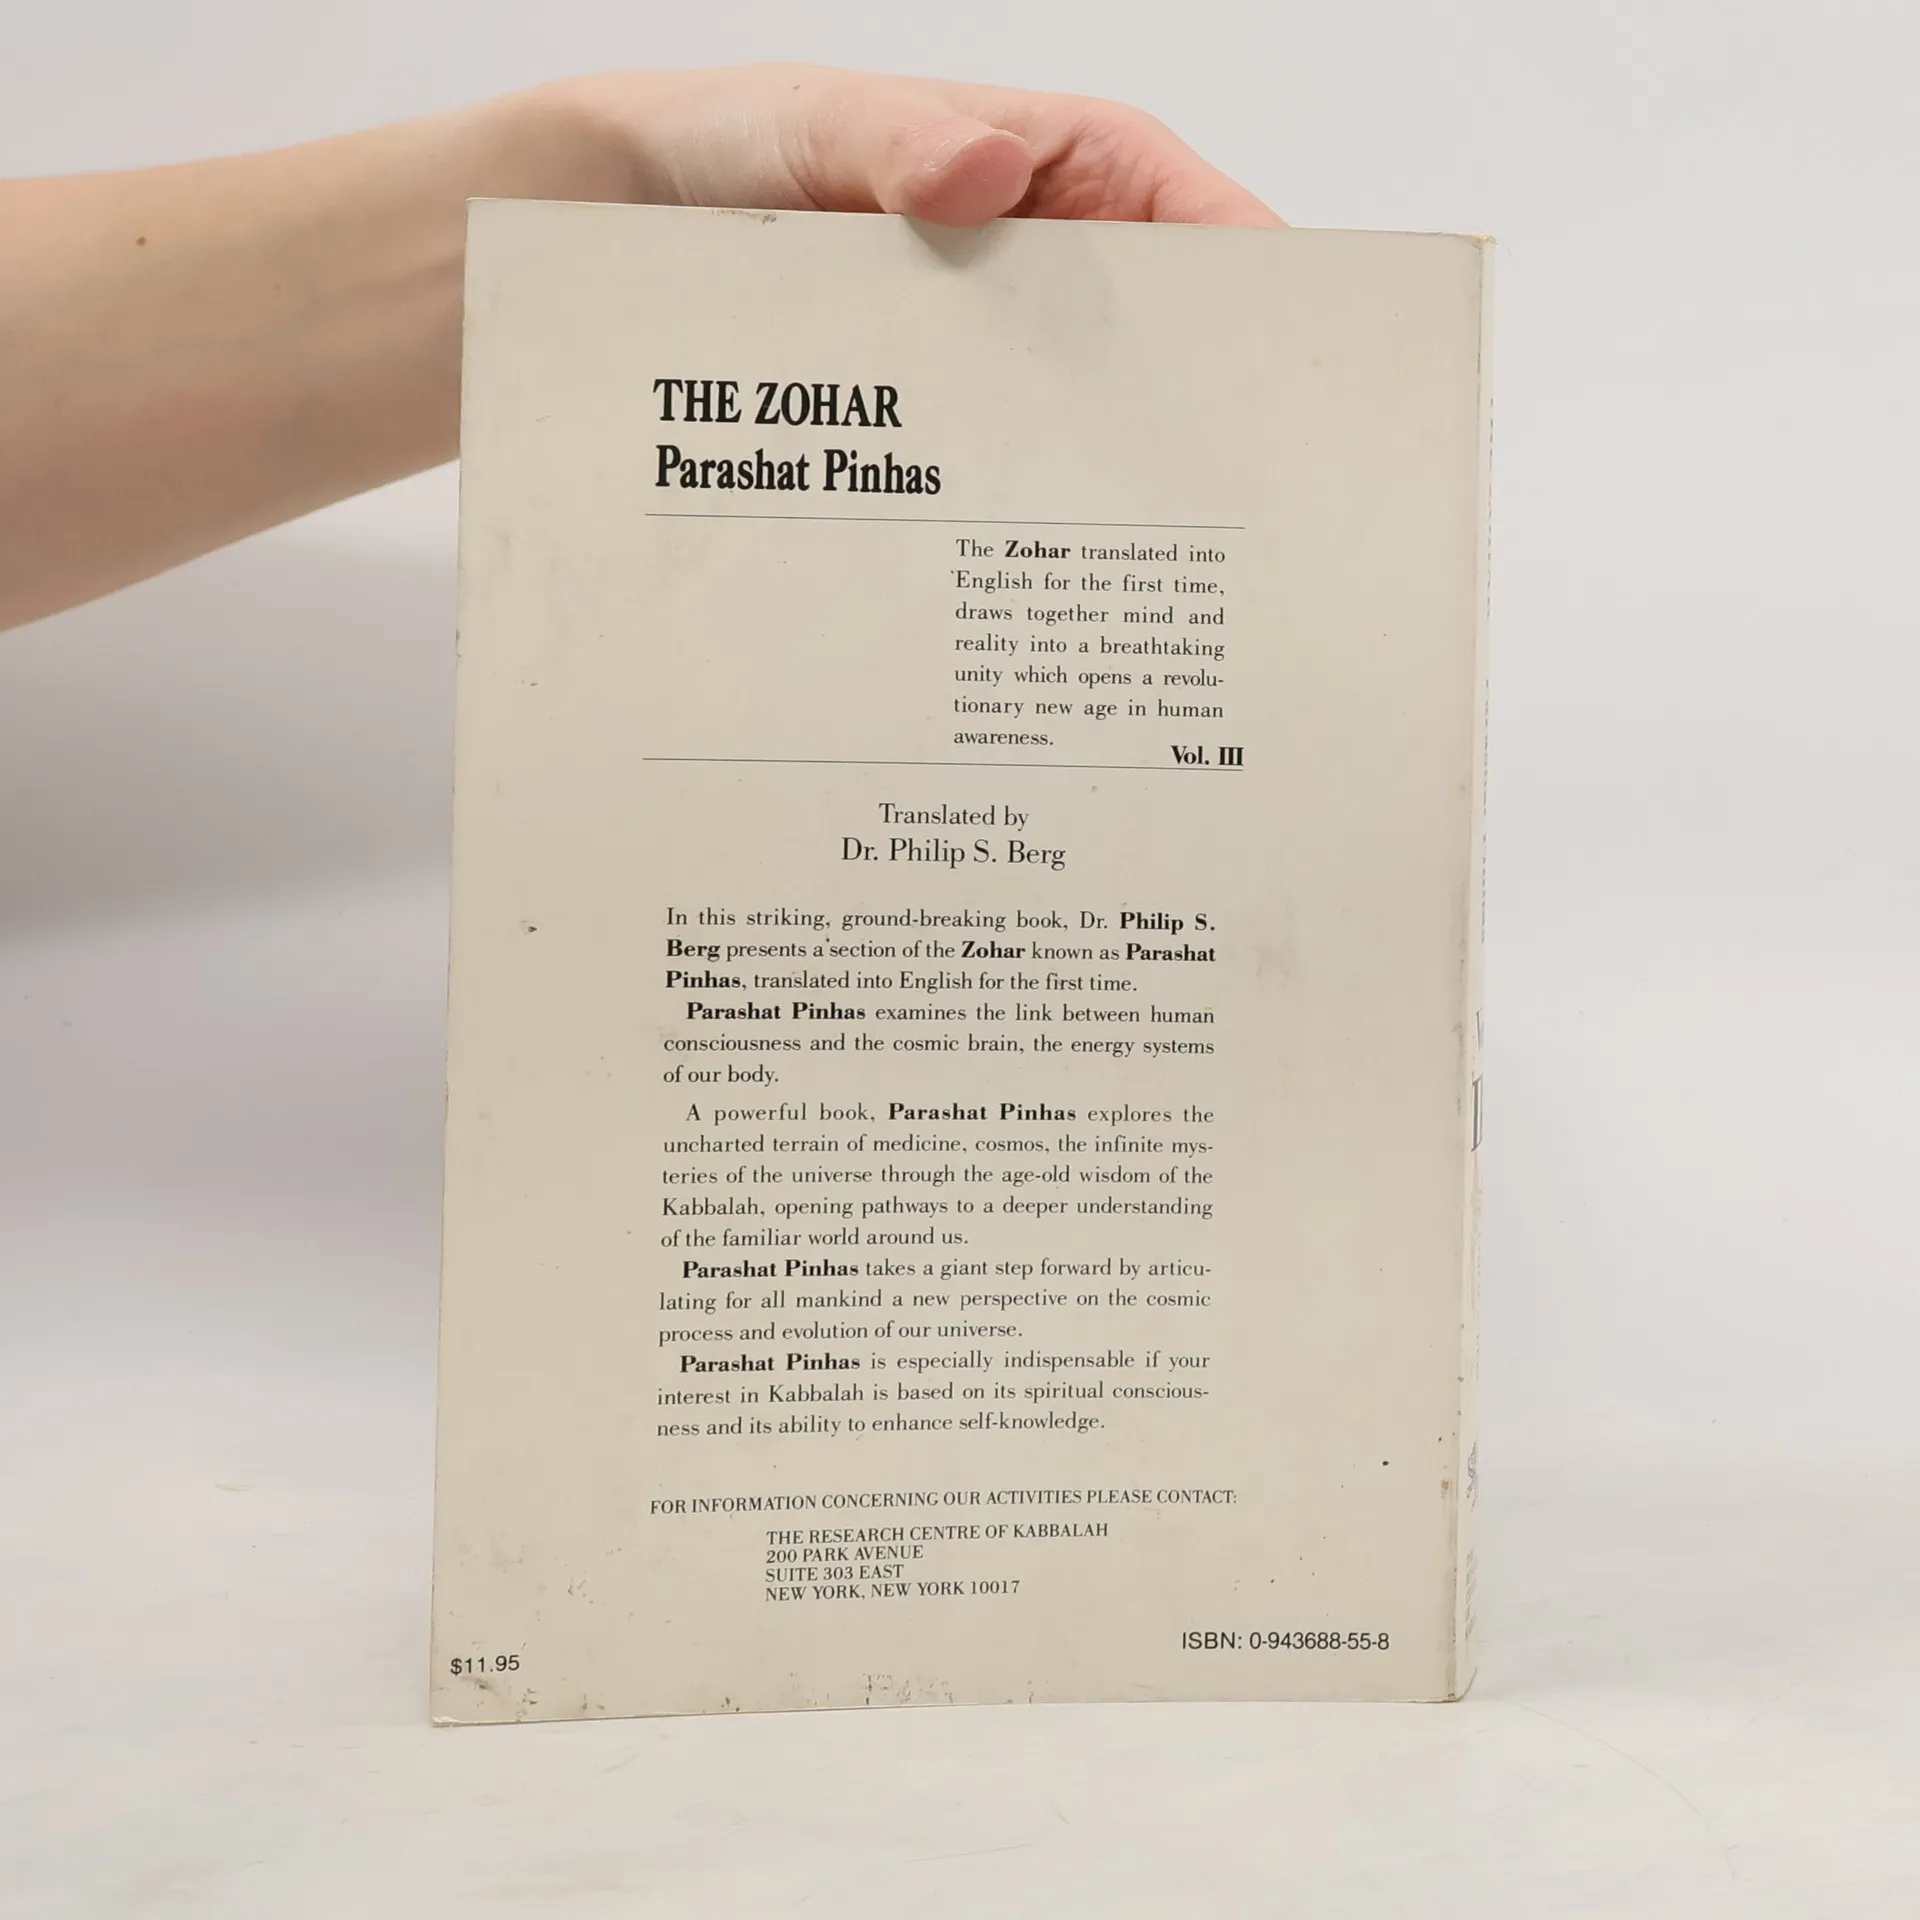 THE ZOHAR
Parashat Pinhas
The Zohar translated into
English for the first time,
draws together mind and
reality into a breathtaking
unity which opens a revolu-
tionary new age in human
awareness.
Vol. III
Translated by
Dr. Philip S. Berg
In this striking, ground-breaking book, Dr. Philip S.
Berg presents a section of the Zohar known as Parashat
Pinhas, translated into English for the first time.
Parashat Pinhas examines the link between human
consciousness and the cosmic brain, the energy systems
of our body.
A powerful book, Parashat Pinhas explores the
uncharted terrain of medicine, cosmos, the infinite mys-
teries of the universe through the age-old wisdom of the
Kabbalah, opening pathways to a deeper understanding
of the familiar world around us.
Parashat Pinhas takes a giant step forward by articu-
lating for all mankind a new perspective on the cosmic
process and evolution of our universe.
Parashat Pinhas is especially indispensable if your
interest in Kabbalah is based on its spiritual conscious-
ness and its ability to enhance self-knowledge.
FOR INFORMATION CONCERNING OUR ACTIVITIES PLEASE CONTACT:
THE RESEARCH CENTRE OF KABBALAH
200 PARK AVENUE
SUITE 303 EAST
NEW YORK, NEW YORK 10017
ISBN: 0-943688-55-8
$11.95